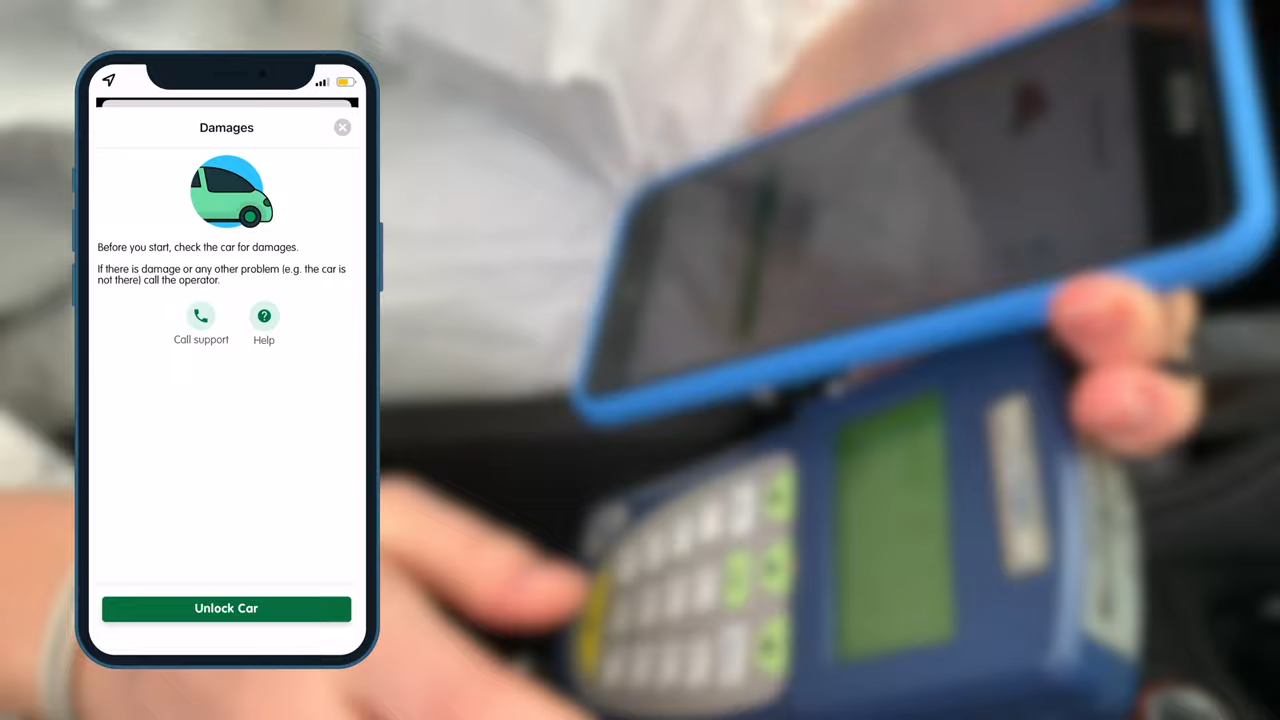 Damages
Before you start, check the car for damages.
If there is damage or any other problem (e.g. the car is
not there) call the operator.
Call support
Help
Unlock Car